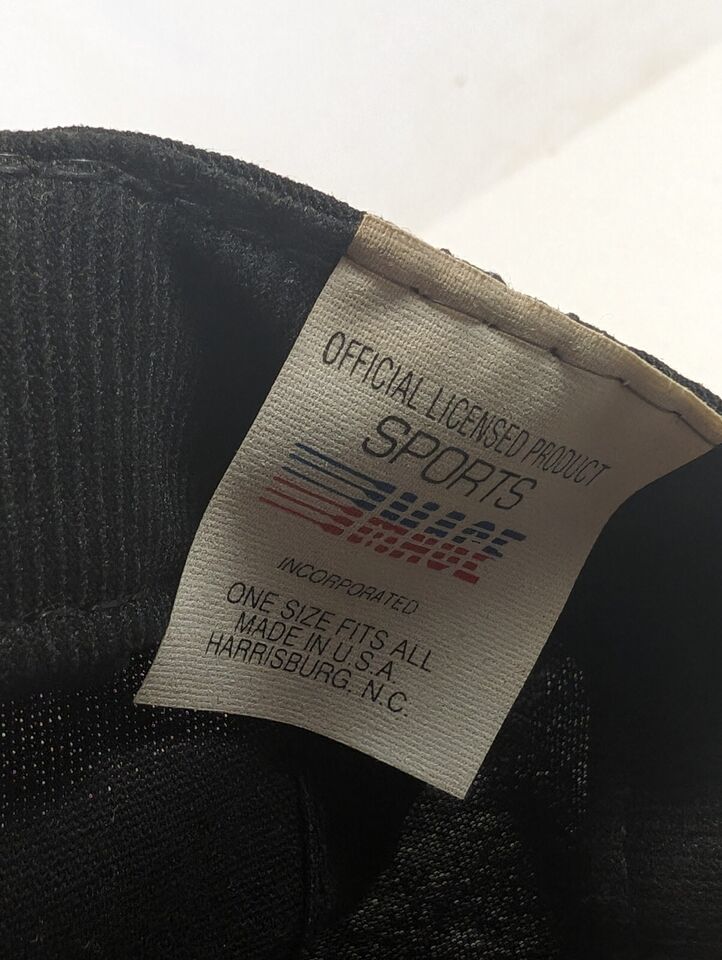 OFFICIAL LICENSED PRODUCT
SPORTS
IMAGE
INCORPORATED
ONE SIZE FITS ALL
MADE IN U.S.A.
HARRISBURG, N.C.